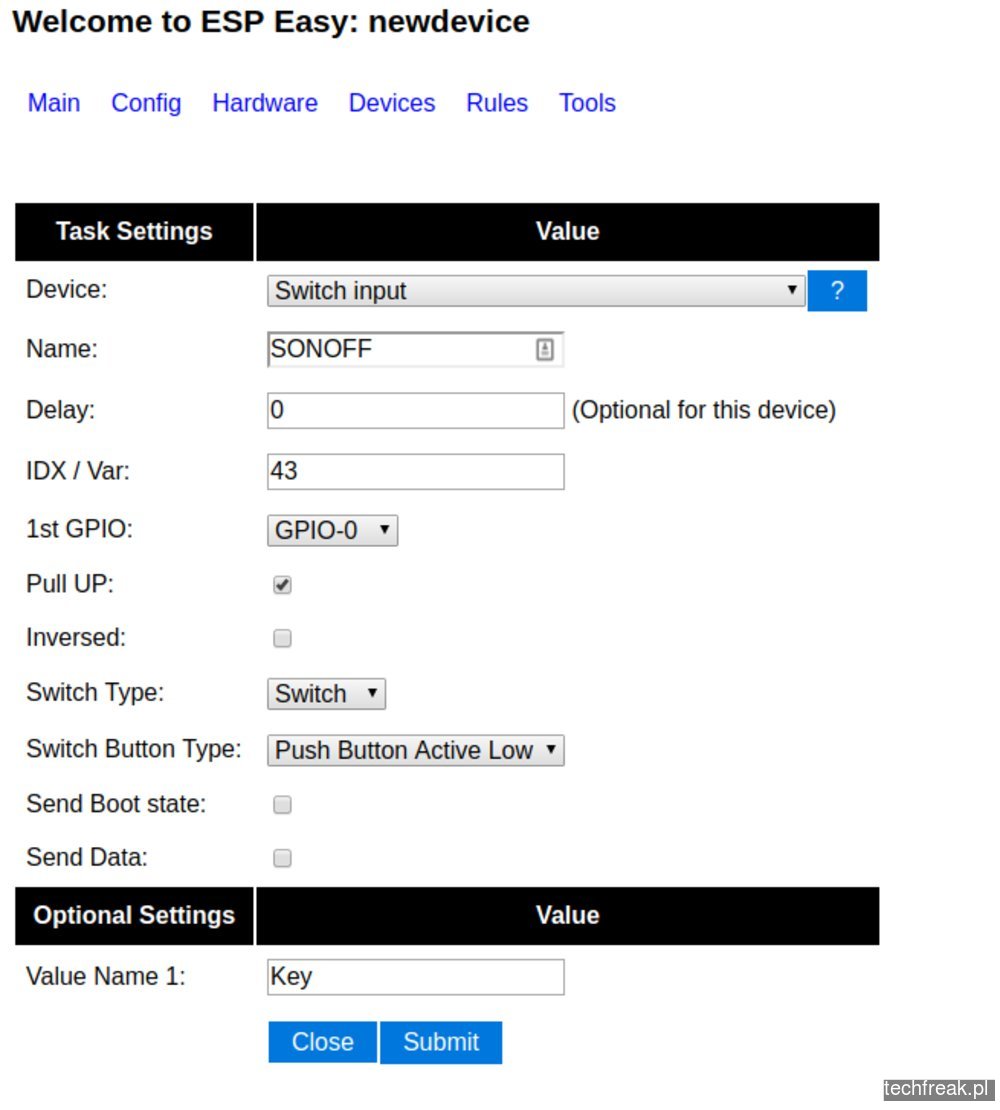 Welcome to ESP Easy: newdevice
Main Config Hardware Devices Rules Tools
Task Settings Value
Device: Switch input ?
Name: SONOFF
Delay: 0 (Optional for this device)
IDX / Var: 43
1st GPIO: GPIO-0
Pull UP:
Inversed:
Switch Type: Switch
Switch Button Type: Push Button Active Low
Send Boot state:
Send Data:
Optional Settings Value
Value Name 1: Key
Close Submit
techfreak.pl